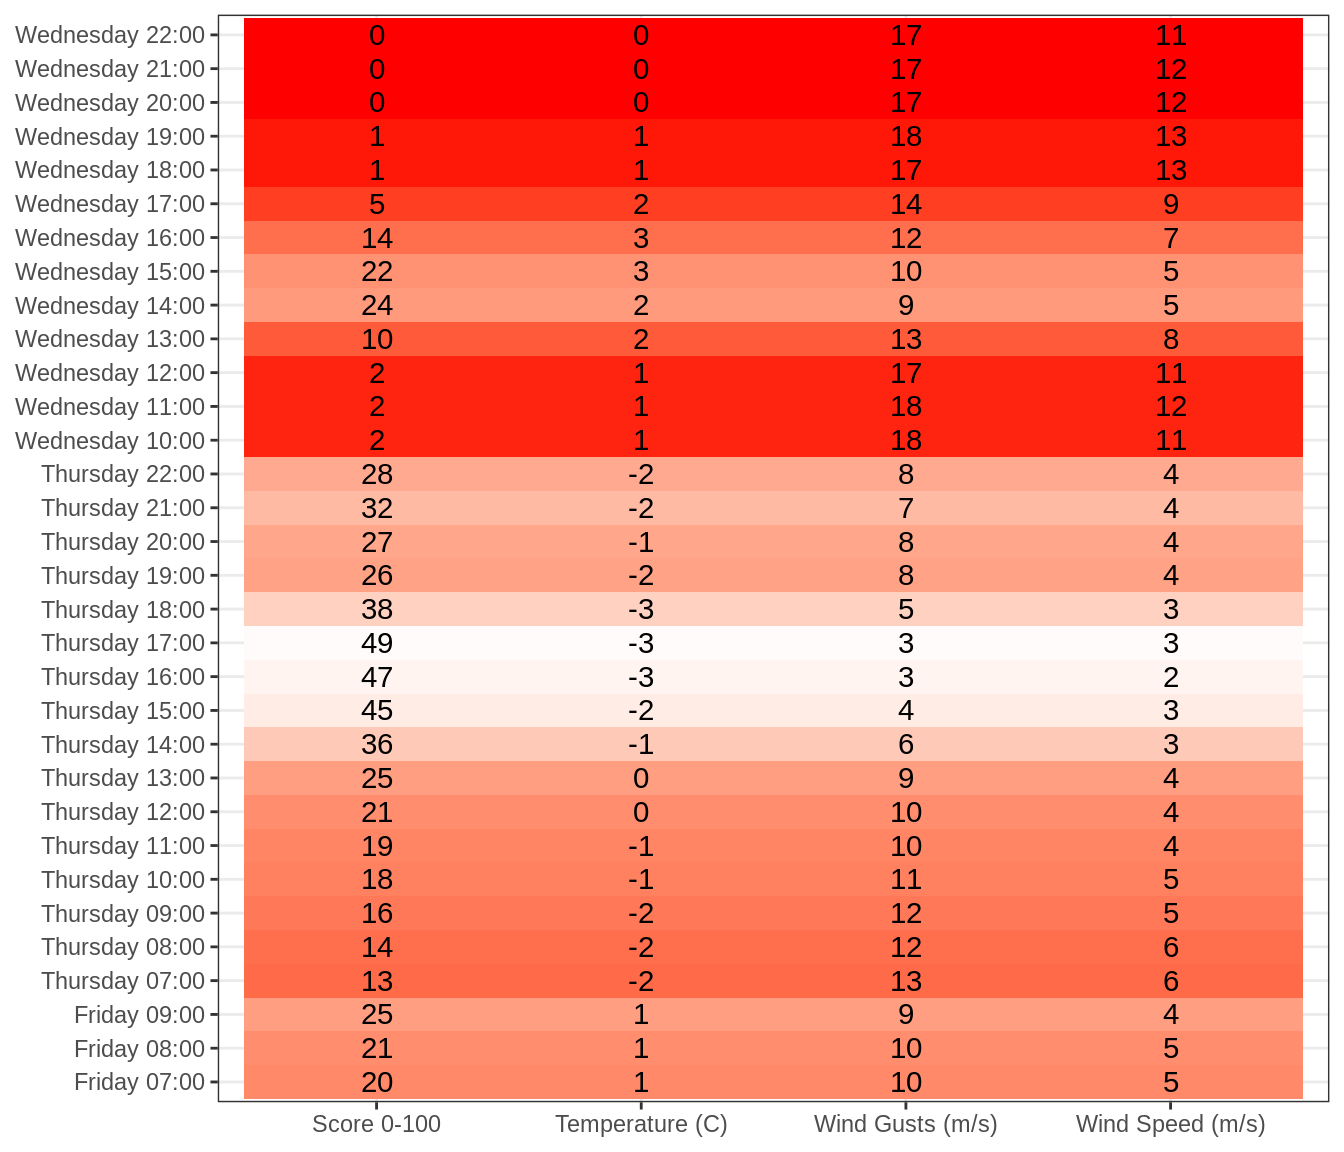 Wednesday 22:00 0 0 17 11
Wednesday 21:00 0 0 17 12
Wednesday 20:00 0 0 17 12
Wednesday 19:00 1 1 18 13
Wednesday 18:00 1 1 17 13
Wednesday 17:00 5 2 14 9
Wednesday 16:00 14 3 12 7
Wednesday 15:00 22 3 10 5
Wednesday 14:00 24 2 9 5
Wednesday 13:00 10 2 13 8
Wednesday 12:00 2 1 17 11
Wednesday 11:00 2 1 18 12
Wednesday 10:00 2 1 18 11
Thursday 22:00 28 -2 8 4
Thursday 21:00 32 -2 7 4
Thursday 20:00 27 -1 8 4
Thursday 19:00 26 -2 8 4
Thursday 18:00 38 -3 5 3
Thursday 17:00 49 -3 3 3
Thursday 16:00 47 -3 3 2
Thursday 15:00 45 -2 4 3
Thursday 14:00 36 -1 6 3
Thursday 13:00 25 0 9 4
Thursday 12:00 21 0 10 4
Thursday 11:00 19 -1 10 4
Thursday 10:00 18 -1 11 5
Thursday 09:00 16 -2 12 5
Thursday 08:00 14 -2 12 6
Thursday 07:00 13 -2 13 6
Friday 09:00 25 1 9 4
Friday 08:00 21 1 10 5
Friday 07:00 20 1 10 5
Score 0-100 Temperature (C) Wind Gusts (m/s) Wind Speed (m/s)